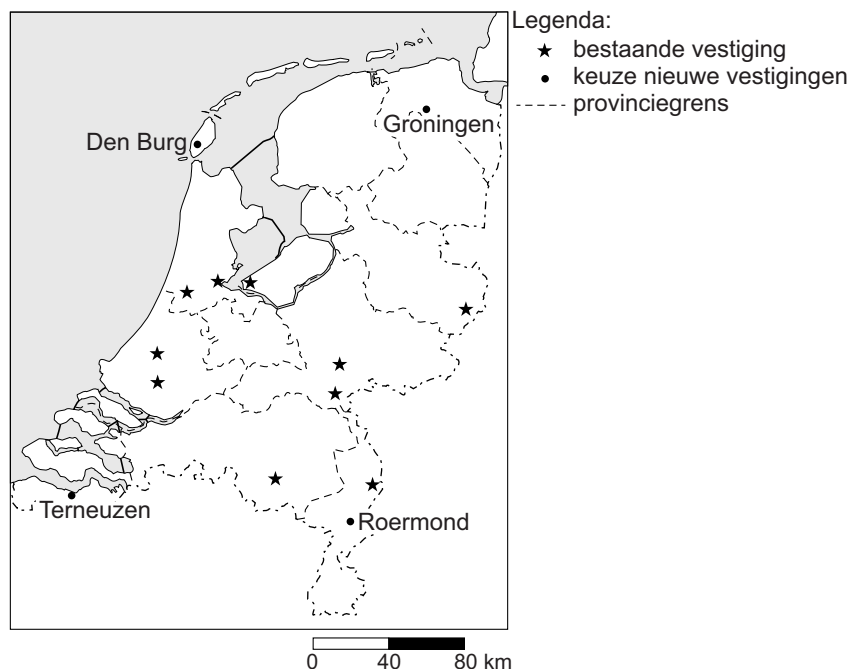 Legenda:
bestaande vestiging
keuze nieuwe vestigingen
provinciegrens
Groningen
Den Burg
Terneuzen
Roermond
0 40 80 km